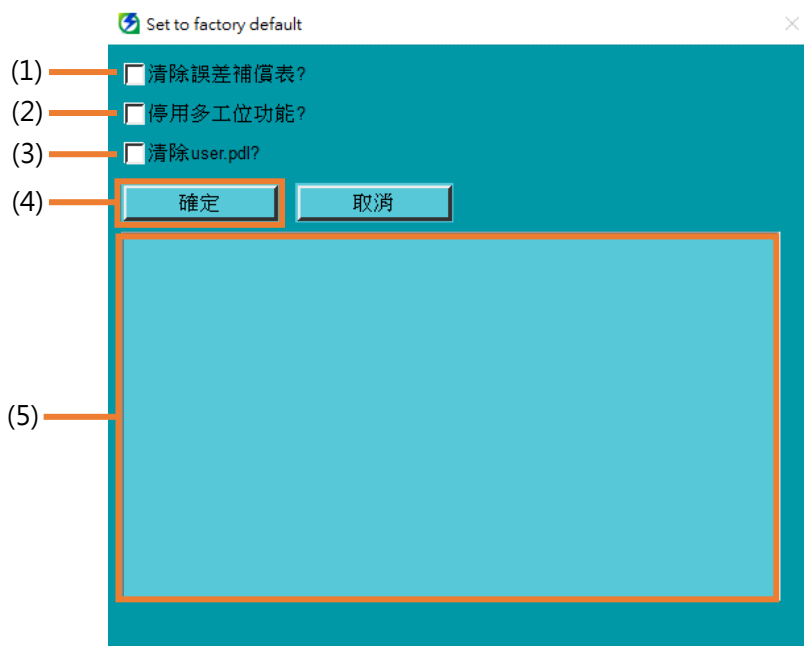 Set to factory default
(1) 清除誤差補償表?
(2) 停用多工位功能?
(3) 清除user.pdl?
(4) 確定 取消
(5)